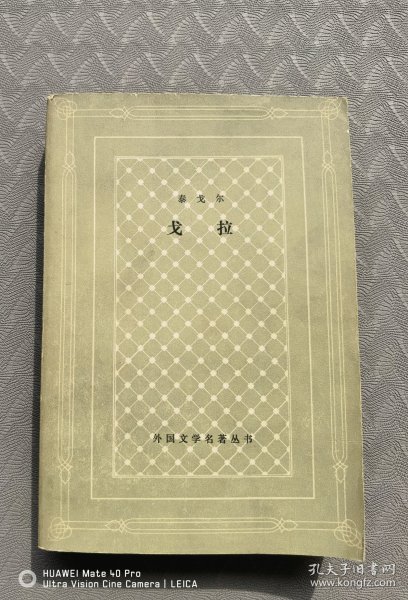 泰戈尔
戈拉
外国文学名著丛书
HUAWEI Mate 40 Pro
Ultra Vision Cine Camera | LEICA
孔夫子旧书网
www.kongfz.com